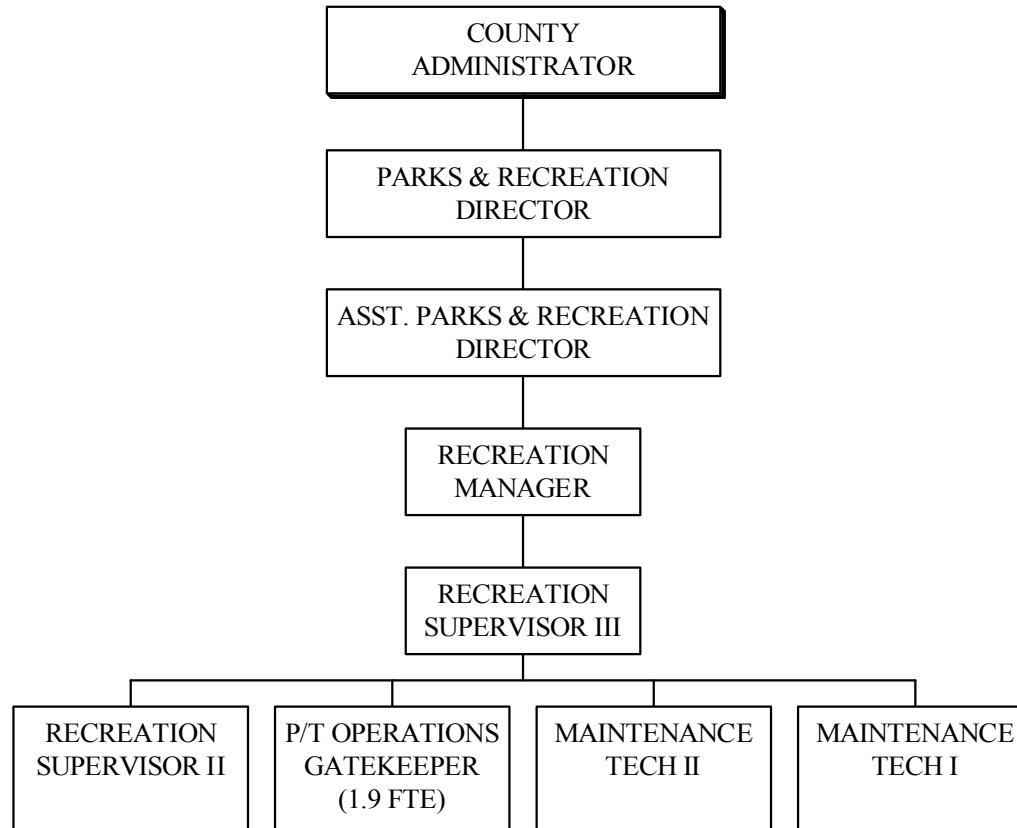 COUNTY
ADMINISTRATOR
PARKS & RECREATION
DIRECTOR
ASST. PARKS & RECREATION
DIRECTOR
RECREATION
MANAGER
RECREATION
SUPERVISOR III
RECREATION
SUPERVISOR II
P/T OPERATIONS
GATEKEEPER
(1.9 FTE)
MAINTENANCE
TECH II
MAINTENANCE
TECH I